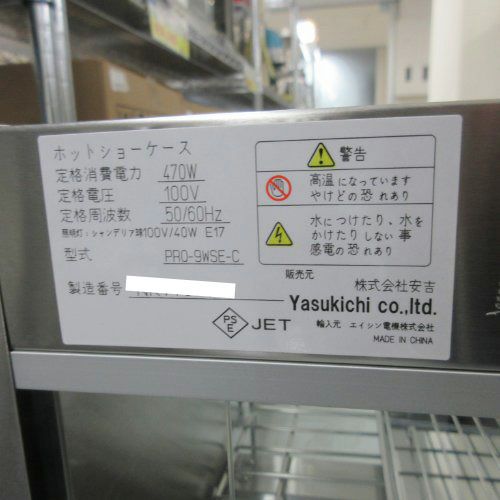 ホットショーケース
定格消費電力 470W
定格電圧 100V
定格周波数 50/60Hz
照明灯:シャンデリア球100V/40W E17
型式 PRO-9WSE-C
製造番号
警告
高温になっています
やけどの恐れあり
水につけたり、水を
かけたりしない事
感電の恐れあり
販売元 株式会社安吉
Yasukichi co.,ltd.
PS
E
JET
輸入元 エイシン電機株式会社
MADE IN CHINA